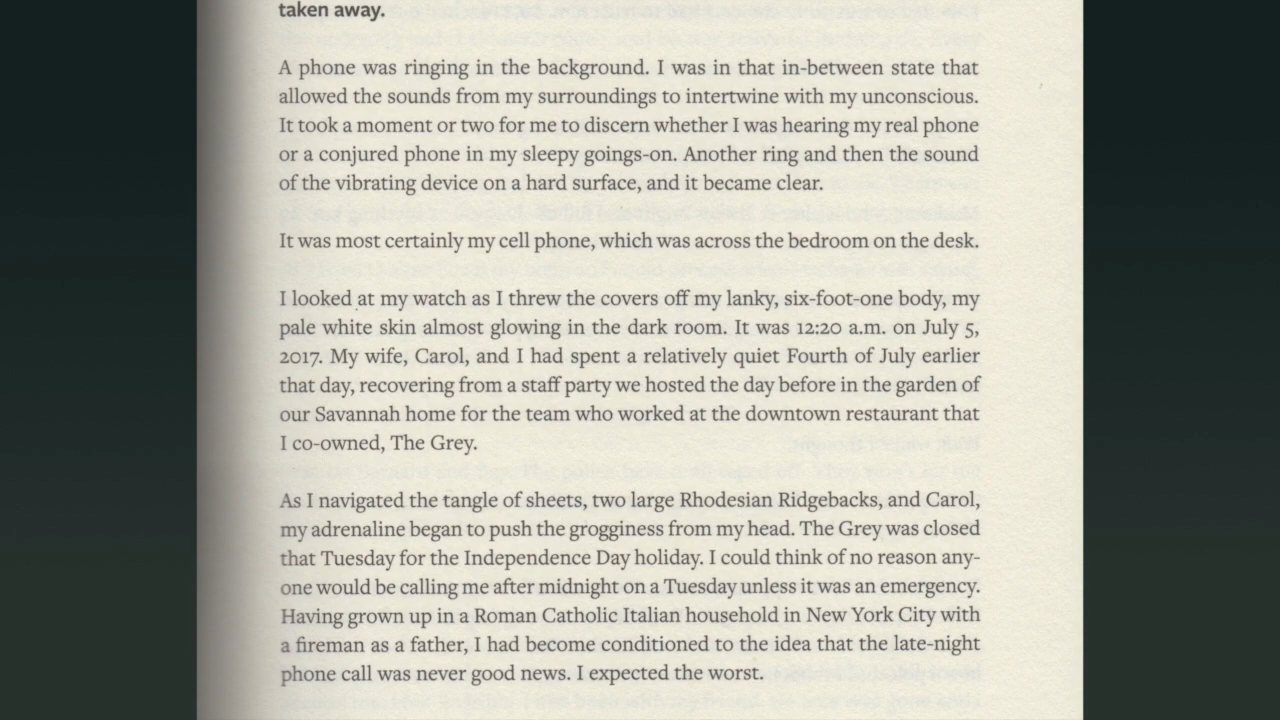 taken away.
A phone was ringing in the background. I was in that in-between state that
allowed the sounds from my surroundings to intertwine with my unconscious.
It took a moment or two for me to discern whether I was hearing my real phone
or a conjured phone in my sleepy goings-on. Another ring and then the sound
of the vibrating device on a hard surface, and it became clear.
It was most certainly my cell phone, which was across the bedroom on the desk.
I looked at my watch as I threw the covers off my lanky, six-foot-one body, my
pale white skin almost glowing in the dark room. It was 12:20 a.m. on July 5,
2017. My wife, Carol, and I had spent a relatively quiet Fourth of July earlier
that day, recovering from a staff party we hosted the day before in the garden of
our Savannah home for the team who worked at the downtown restaurant that
I co-owned, The Grey.
As I navigated the tangle of sheets, two large Rhodesian Ridgebacks, and Carol,
my adrenaline began to push the grogginess from my head. The Grey was closed
that Tuesday for the Independence Day holiday. I could think of no reason any-
one would be calling me after midnight on a Tuesday unless it was an emergency.
Having grown up in a Roman Catholic Italian household in New York City with
a fireman as a father, I had become conditioned to the idea that the late-night
phone call was never good news. I expected the worst.